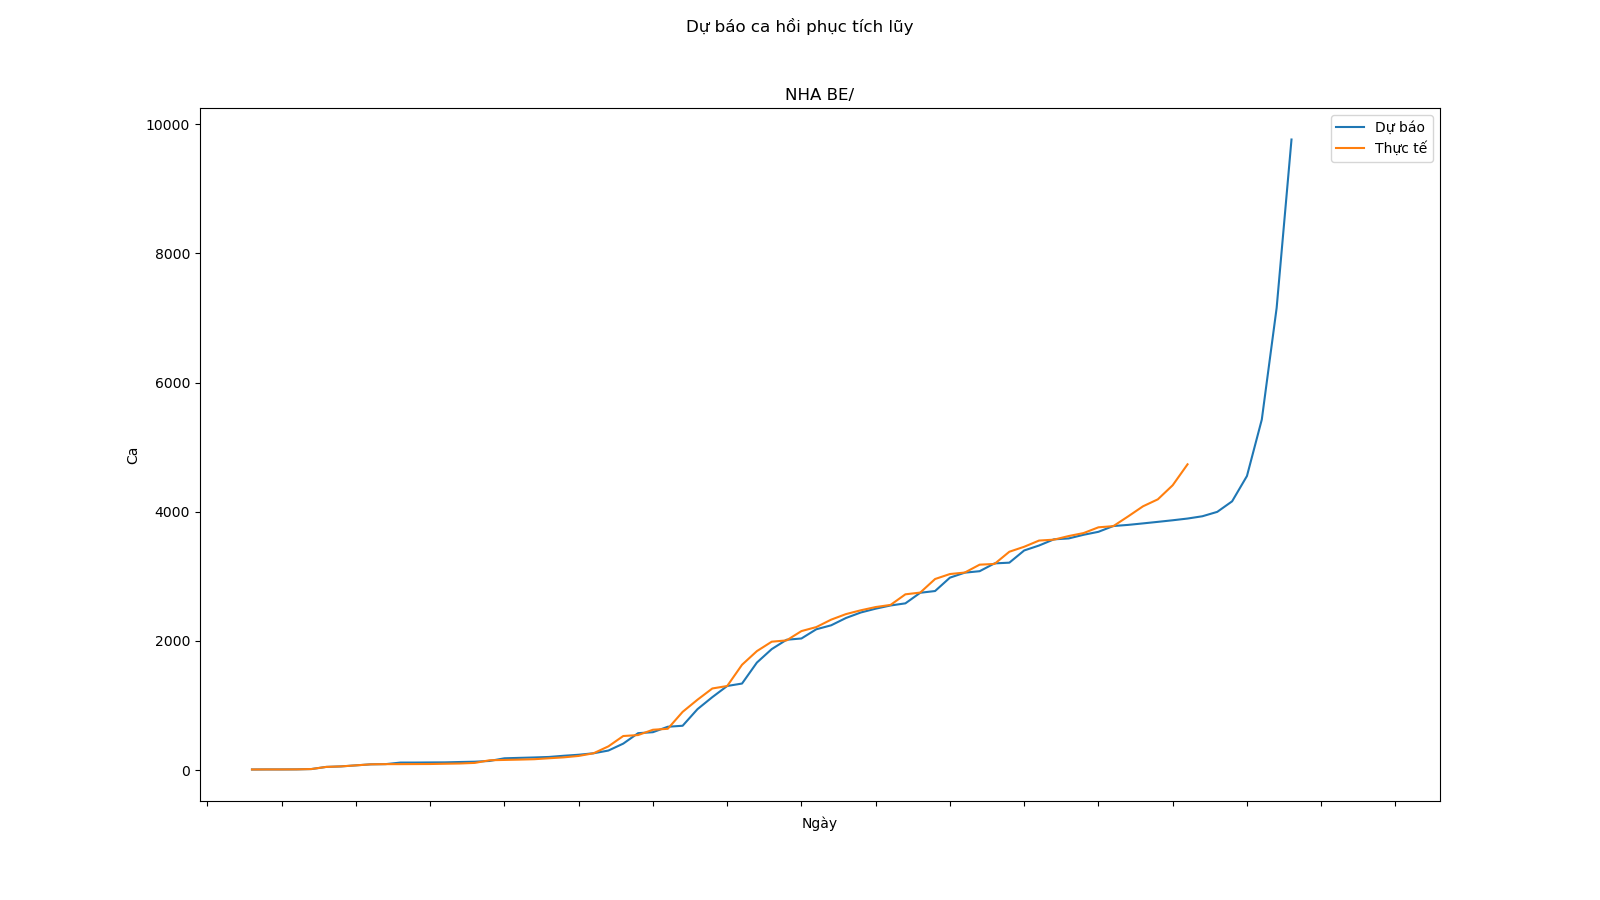 Dự báo ca hồi phục tích lũy
NHA BE/
10000
8000
6000
4000
2000
0
Ca
Dự báo
Thực tế
Ngày